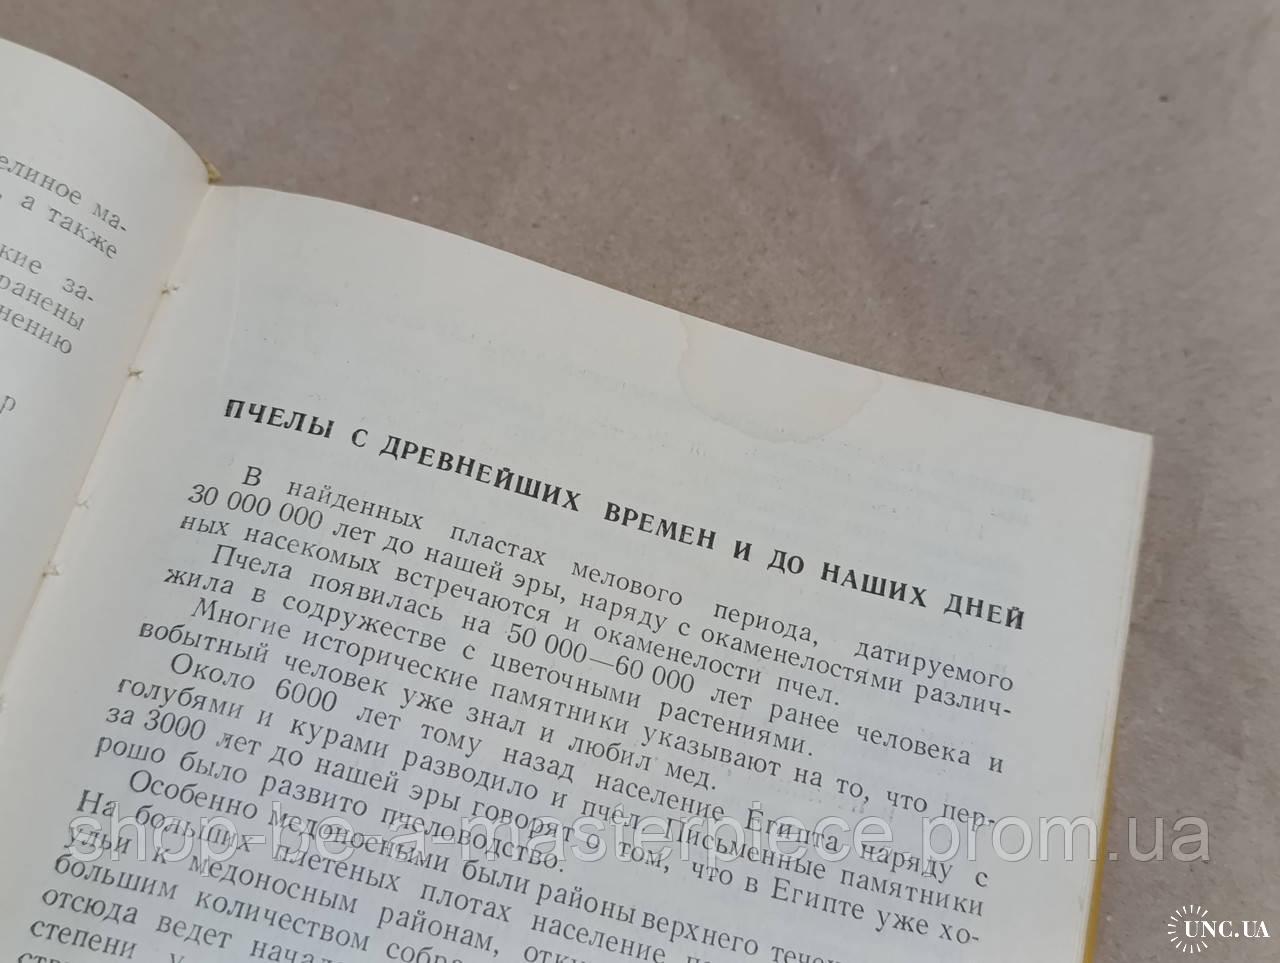 елиное ма-
а также
кие за-
ранены
нению
р
ПЧЕЛЫ С ДРЕВНЕЙШИХ ВРЕМЕН И ДО НАШИХ ДНЕЙ
В найденных пластах мелового периода, датируемого
30 000 000 лет до нашей эры, наряду с окаменелостями различ-
ных насекомых встречаются и окаменелости пчел.
Пчела появилась на 50 000—60 000 лет ранее человека и
жила в содружестве с цветочными растениями.
Многие исторические памятники указывают на то, что пер-
вобытный человек уже знал и любил мед.
Около 6000 лет тому назад население Египта наряду с
голубями и курами разводило и пчел. Письменные памятники
за 3000 лет до нашей эры говорят о том, что в Египте уже хо-
рошо было развито пчеловодство.
Особенно медоносными были районы верхнего
На больших плетеных плотах население
ульи к медоносным районам,
большим количеством
отсюда ведет
степени
shop-be-a-masterpiece.prom.ua
UNC.UA